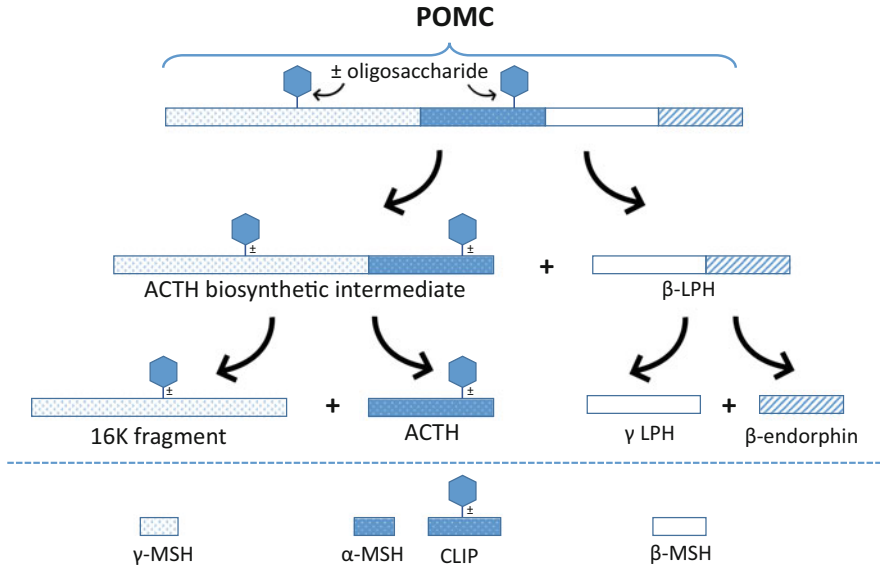 POMC
± oligosaccharide
± ±
ACTH biosynthetic intermediate + β-LPH
± ±
16K fragment + ACTH γ LPH + β-endorphin
±
γ-MSH α-MSH CLIP β-MSH